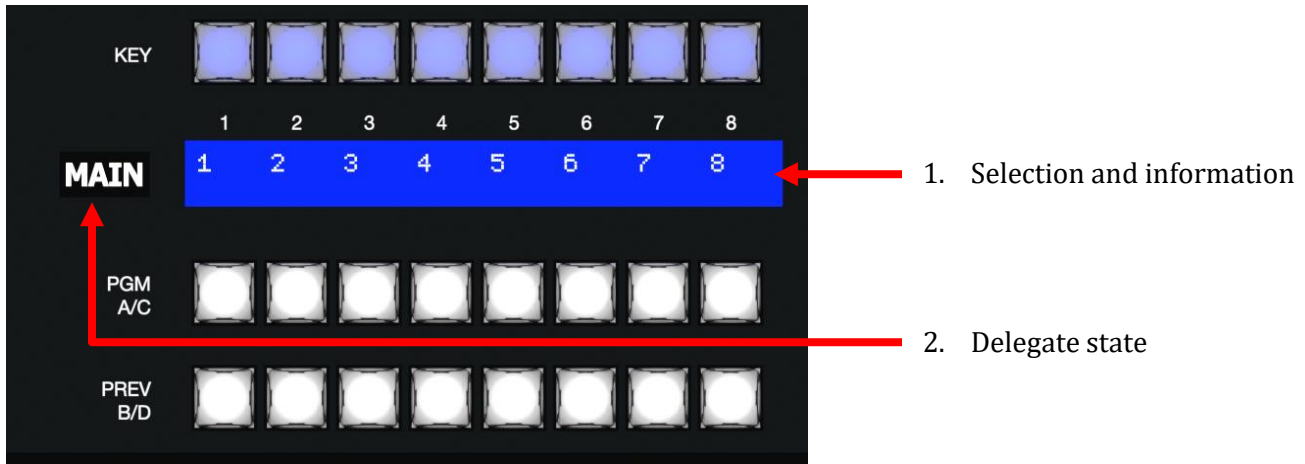 KEY
1 2 3 4 5 6 7 8
MAIN
1 2 3 4 5 6 7 8
1. Selection and information
PGM
A/C
2. Delegate state
PREV
B/D